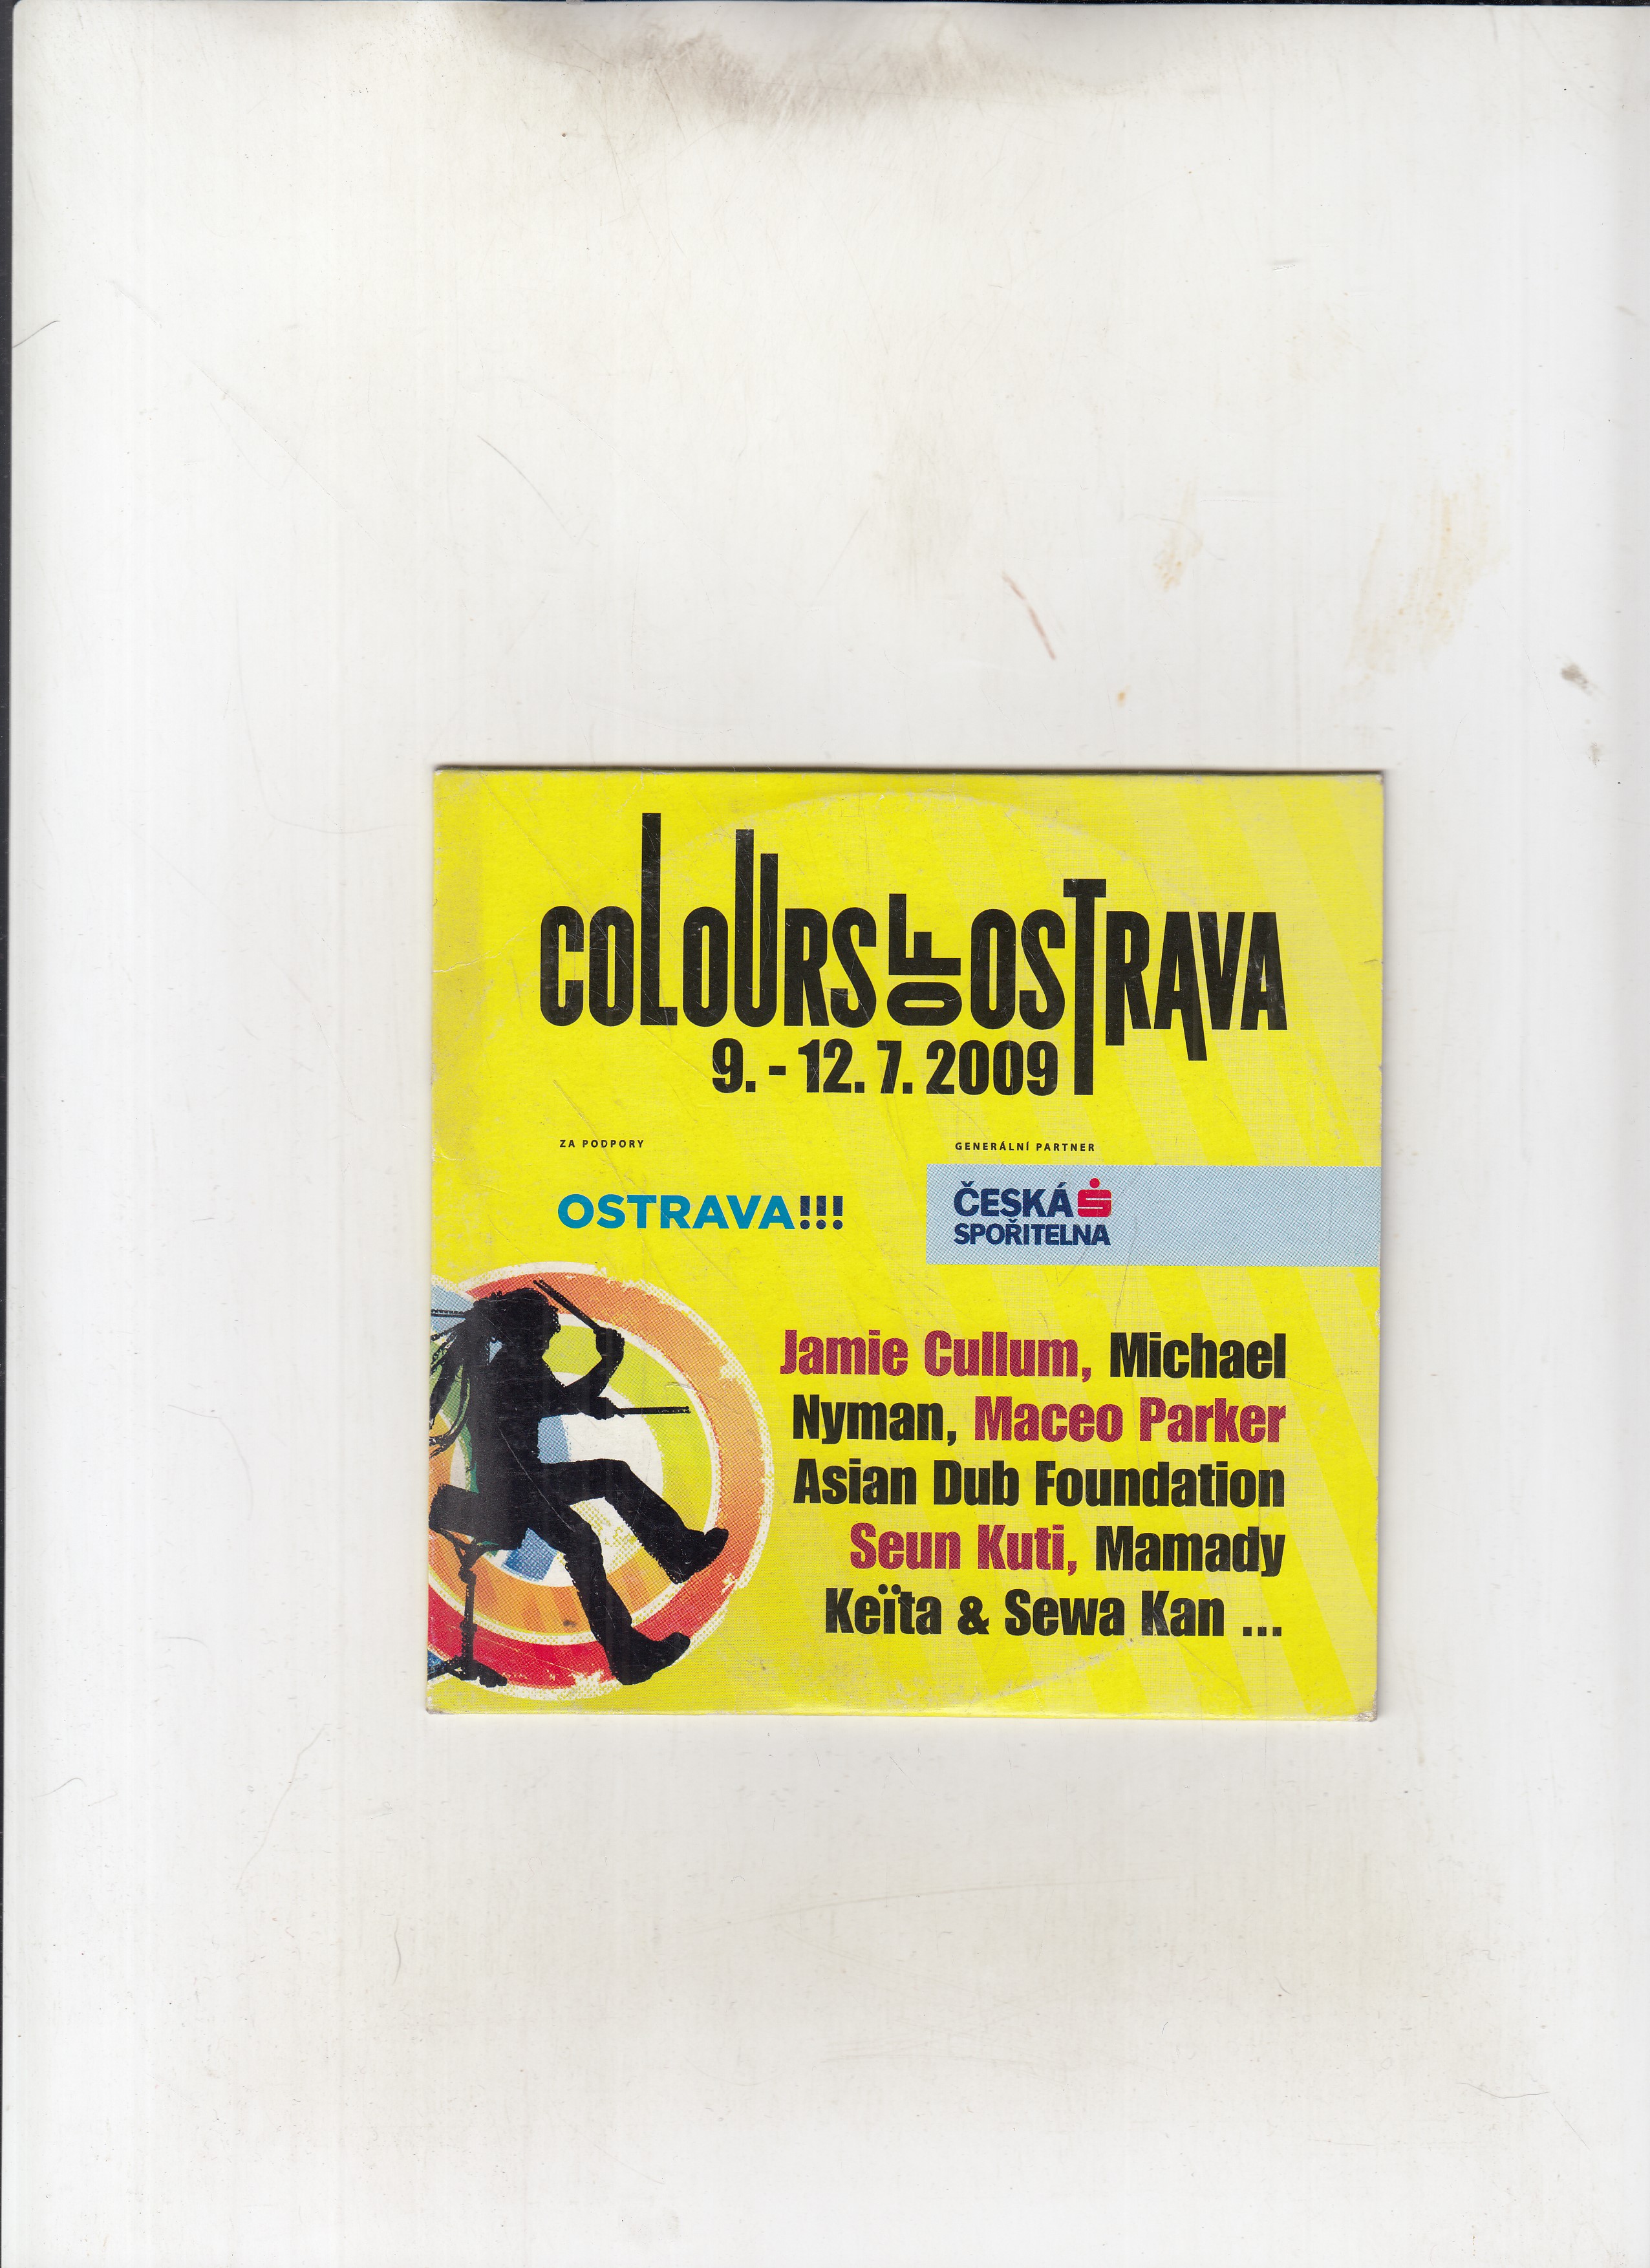 COLOURS OF OSTRAVA
9. - 12. 7. 2009
ZA PODPORY
GENERÁLNÍ PARTNER
OSTRAVA!!!
ČESKÁ
SPOŘITELNA
Jamie Cullum, Michael
Nyman, Maceo Parker
Asian Dub Foundation
Seun Kuti, Mamady
Keïta & Sewa Kan ...